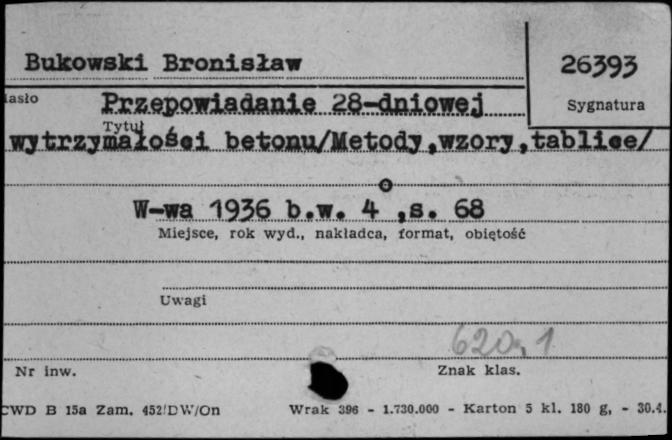 Bukowski Bronisław
26393
asło
Przepowiadanie 28-dniowej
Sygnatura
Tytuł
wytrzymałości betonu/Metody,wzory,tablice/
W-wa 1936 b.w. 4°,s. 68
Miejsce, rok wyd., nakładca, format, obiętość
Uwagi
620,1
Nr inw.
Znak klas.
CWD B 15a Zam. 452/DW/On Wrak 396 - 1.730.000 - Karton 5 kl. 180 g, - 30.4.